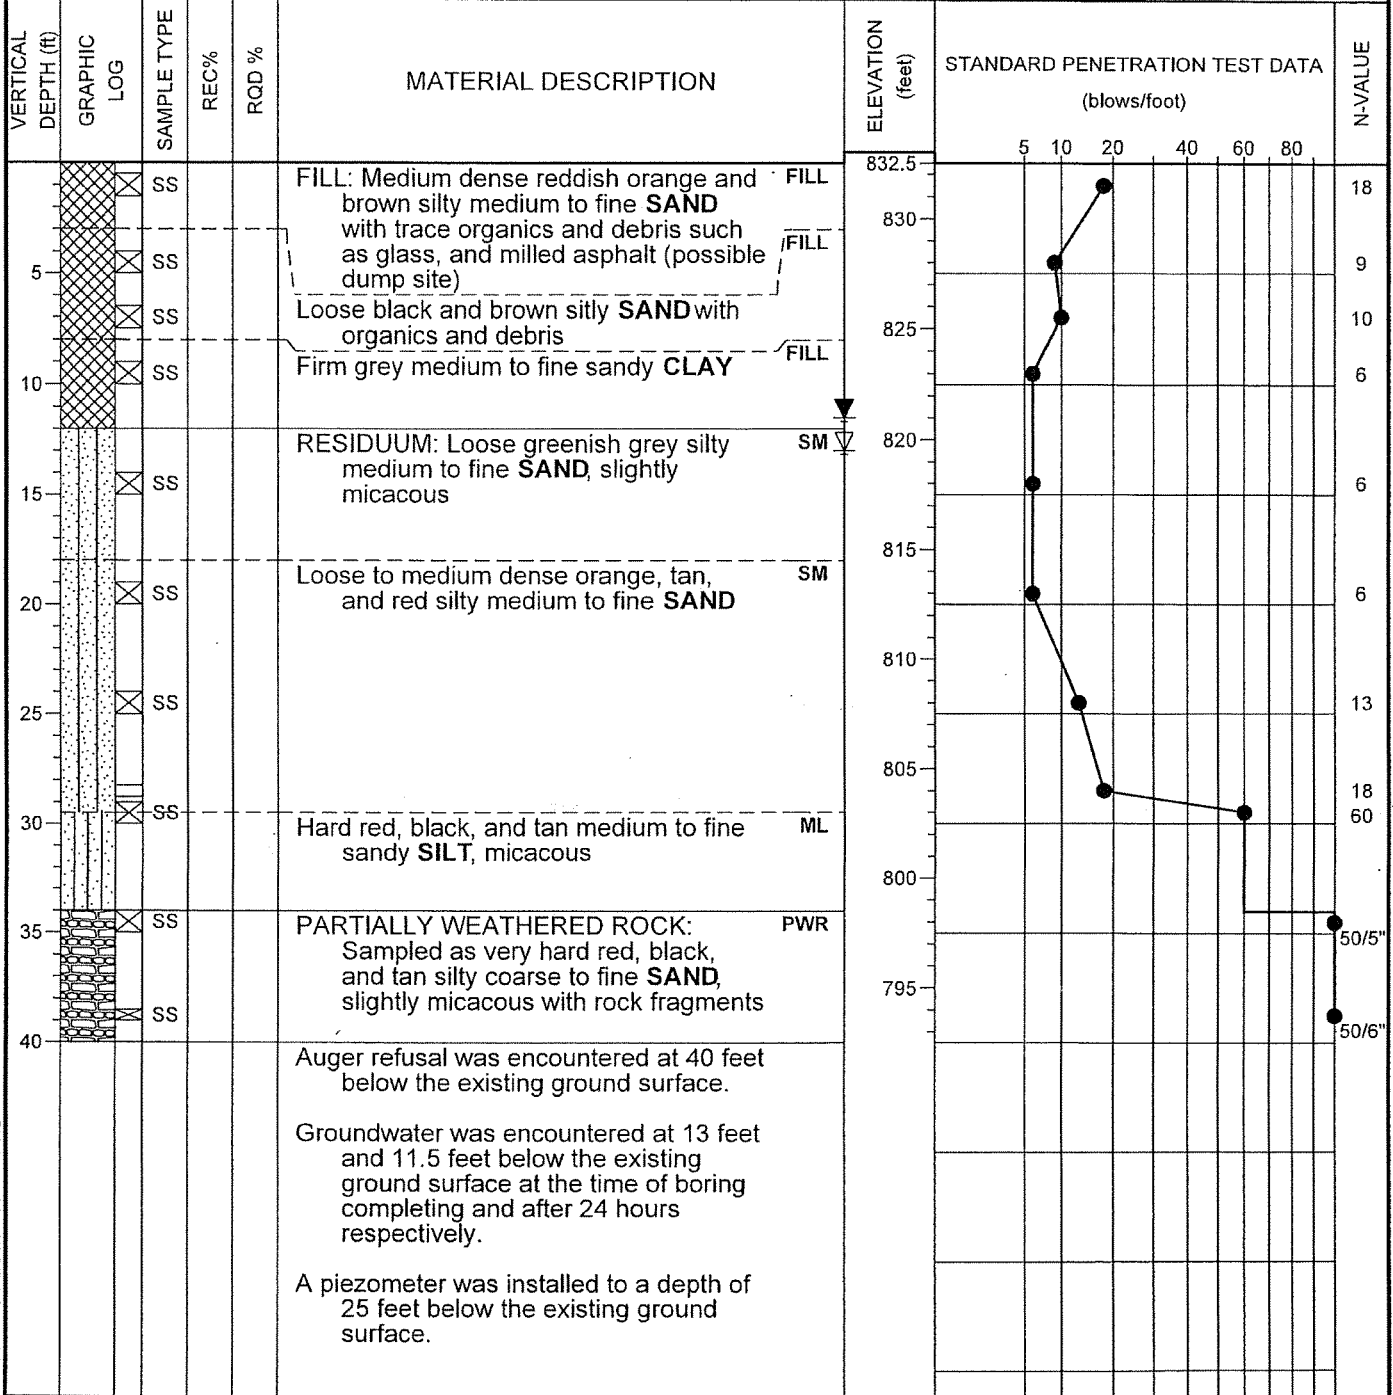 VERTICAL
DEPTH (ft)
GRAPHIC
LOG
SAMPLE TYPE
REC%
RQD %
MATERIAL DESCRIPTION
ELEVATION
(feet)
STANDARD PENETRATION TEST DATA
(blows/foot)
N-VALUE
5 10 20 40 60 80
832.5
SS
FILL: Medium dense reddish orange and
FILL
18
brown silty medium to fine SAND
830
with trace organics and debris such
FILL
as glass, and milled asphalt (possible
SS
9
5
dump site)
Loose black and brown sitly SAND with
SS
10
825
organics and debris
FILL
Firm grey medium to fine sandy CLAY
SS
6
10
RESIDUUM: Loose greenish grey silty
SM
820
medium to fine SAND, slightly
SS
6
15
micacous
815
Loose to medium dense orange, tan,
SM
SS
6
20
and red silty medium to fine SAND
810
SS
13
25
805
18
SS
60
30
Hard red, black, and tan medium to fine
ML
sandy SILT, micacous
800
SS
PARTIALLY WEATHERED ROCK:
PWR
35
50/5"
Sampled as very hard red, black,
and tan silty coarse to fine SAND,
795
slightly micacous with rock fragments
SS
50/6"
40
Auger refusal was encountered at 40 feet
below the existing ground surface.
Groundwater was encountered at 13 feet
and 11.5 feet below the existing
ground surface at the time of boring
completing and after 24 hours
respectively.
A piezometer was installed to a depth of
25 feet below the existing ground
surface.